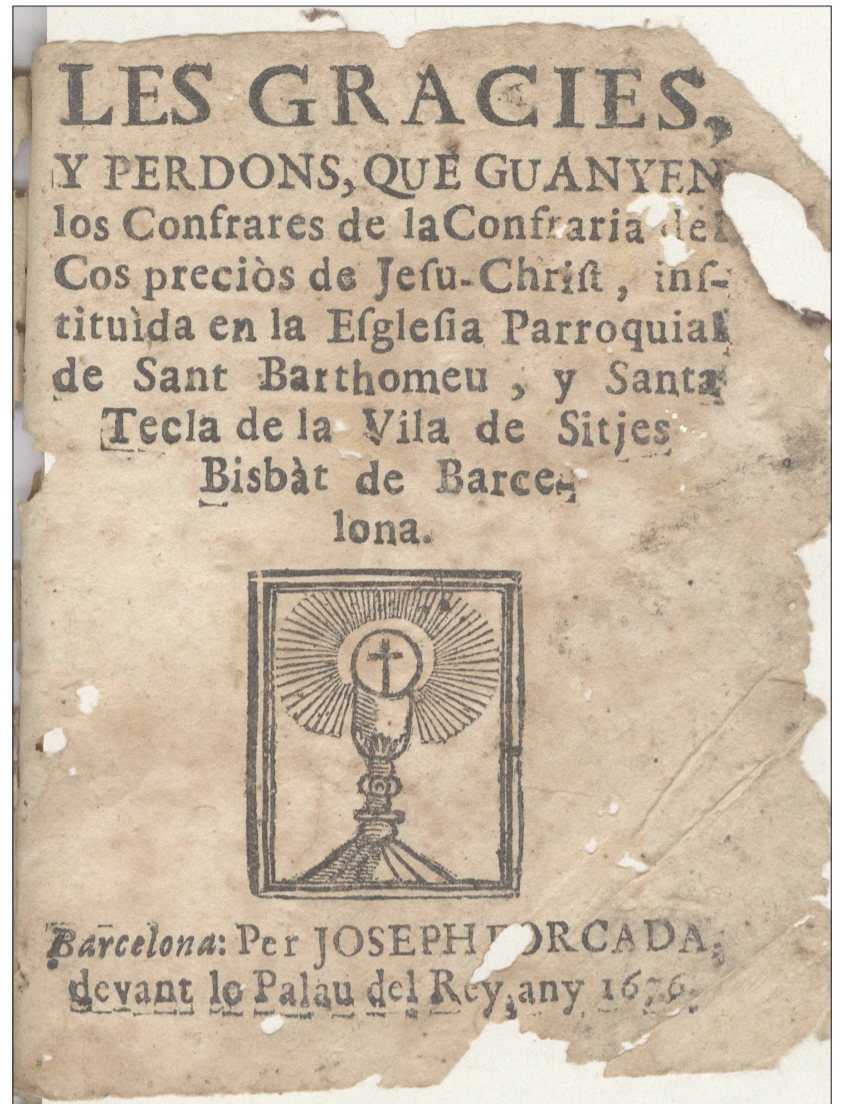 LES GRACIES,
Y PERDONS, QUE GUANYEN
los Confrares de la Confraria del
Cos preciòs de Jeſu-Chriſt, inſ-
tituìda en la Eſgleſia Parroquial
de Sant Barthomeu, y Santa
Tecla de la Vila de Sitjes
Bisbàt de Barce-
lona.
Barcelona: Per JOSEPH FORCADA,
devant lo Palau del Rey, any 1676.